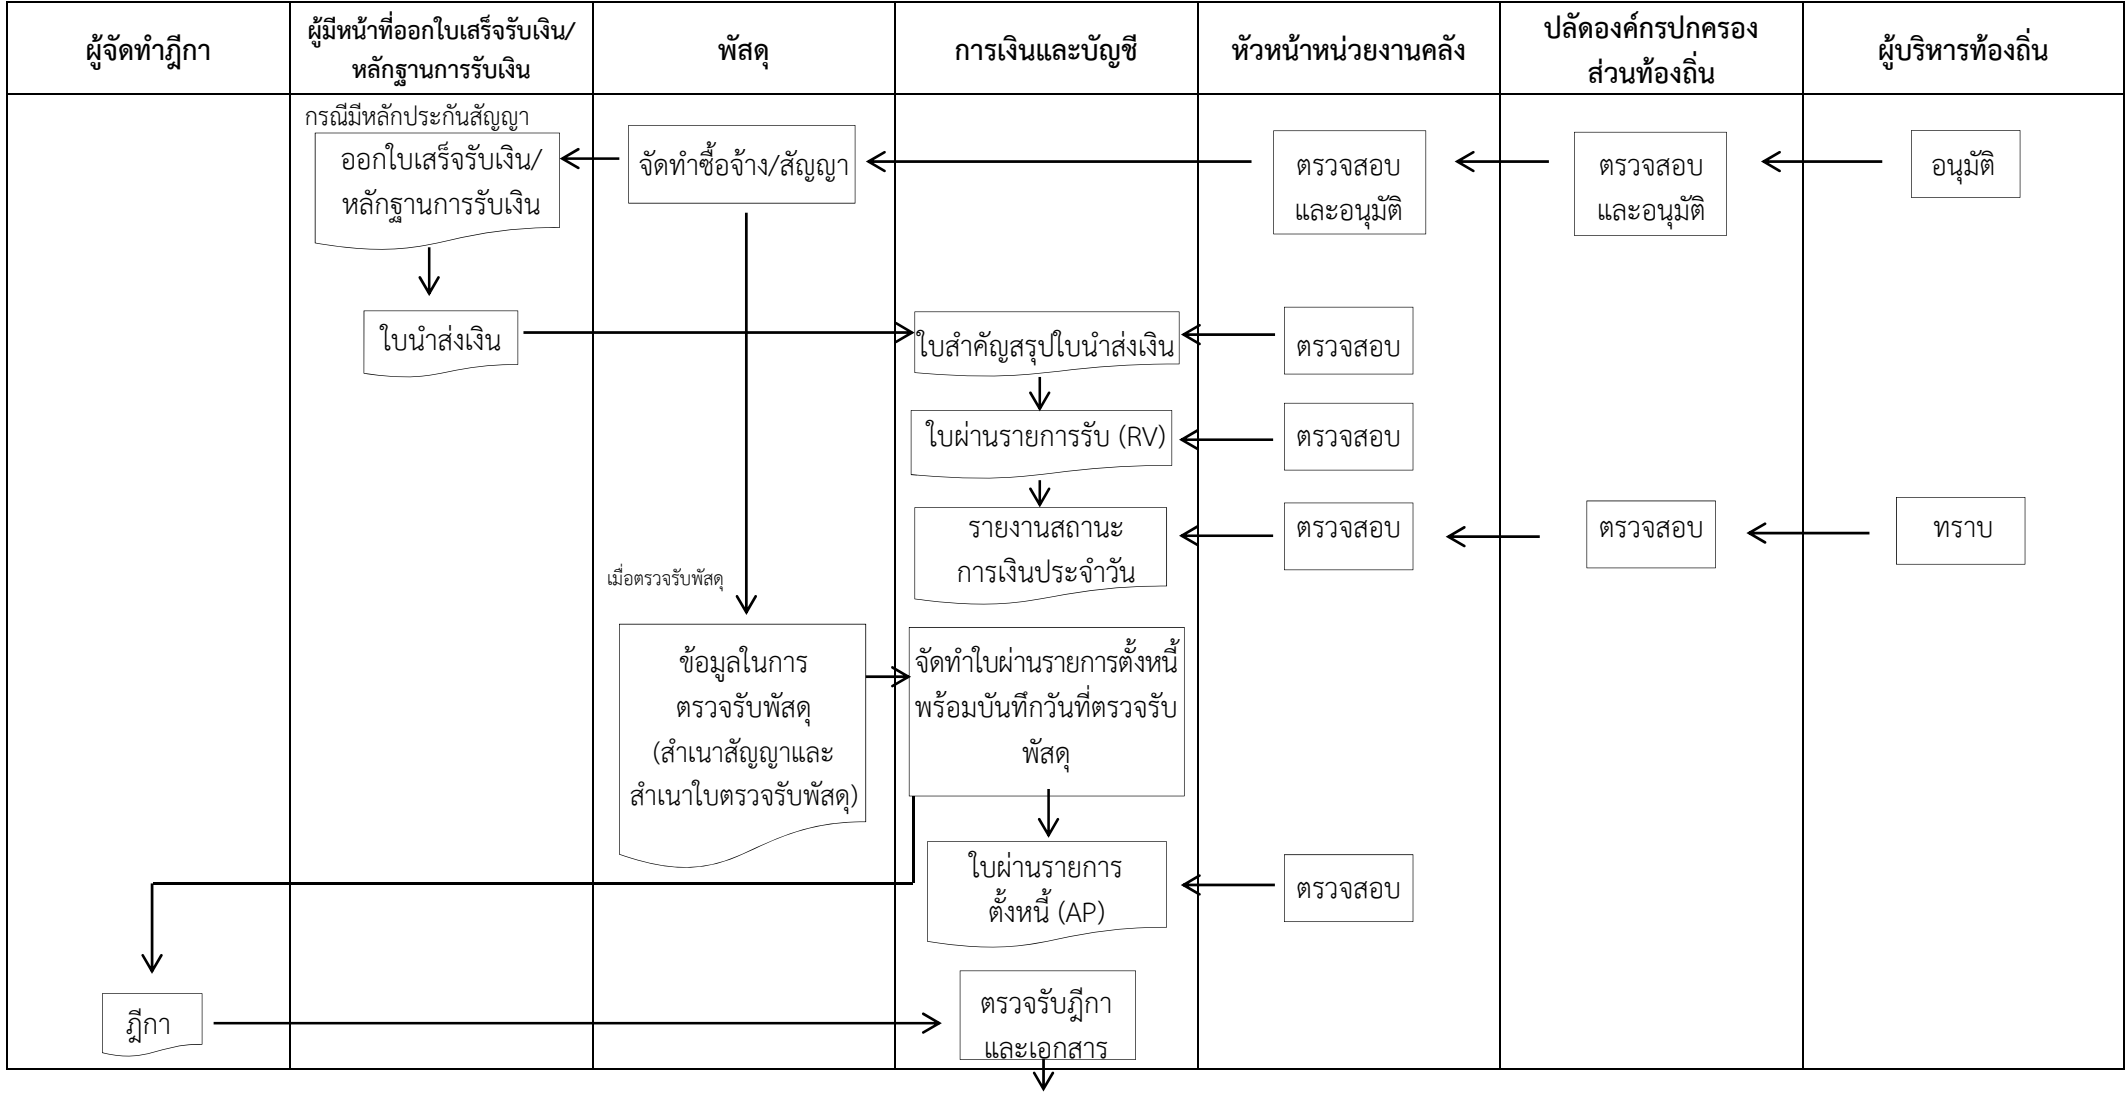 ผู้จัดทำฎีกา
ผู้มีหน้าที่ออกใบเสร็จรับเงิน/
หลักฐานการรับเงิน
พัสดุ
การเงินและบัญชี
หัวหน้าหน่วยงานคลัง
ปลัดองค์กรปกครอง
ส่วนท้องถิ่น
ผู้บริหารท้องถิ่น
กรณีมีหลักประกันสัญญา
ออกใบเสร็จรับเงิน/
หลักฐานการรับเงิน
จัดทำซื้อจ้าง/สัญญา
ตรวจสอบ
และอนุมัติ
ตรวจสอบ
และอนุมัติ
อนุมัติ
ใบนำส่งเงิน
ใบสำคัญสรุปใบนำส่งเงิน
ตรวจสอบ
ใบผ่านรายการรับ (RV)
ตรวจสอบ
รายงานสถานะ
การเงินประจำวัน
ตรวจสอบ
ตรวจสอบ
ทราบ
เมื่อตรวจรับพัสดุ
ข้อมูลในการ
ตรวจรับพัสดุ
(สำเนาสัญญาและ
สำเนาใบตรวจรับพัสดุ)
จัดทำใบผ่านรายการตั้งหนี้
พร้อมบันทึกวันที่ตรวจรับ
พัสดุ
ใบผ่านรายการ
ตั้งหนี้ (AP)
ตรวจสอบ
ฎีกา
ตรวจรับฎีกา
และเอกสาร